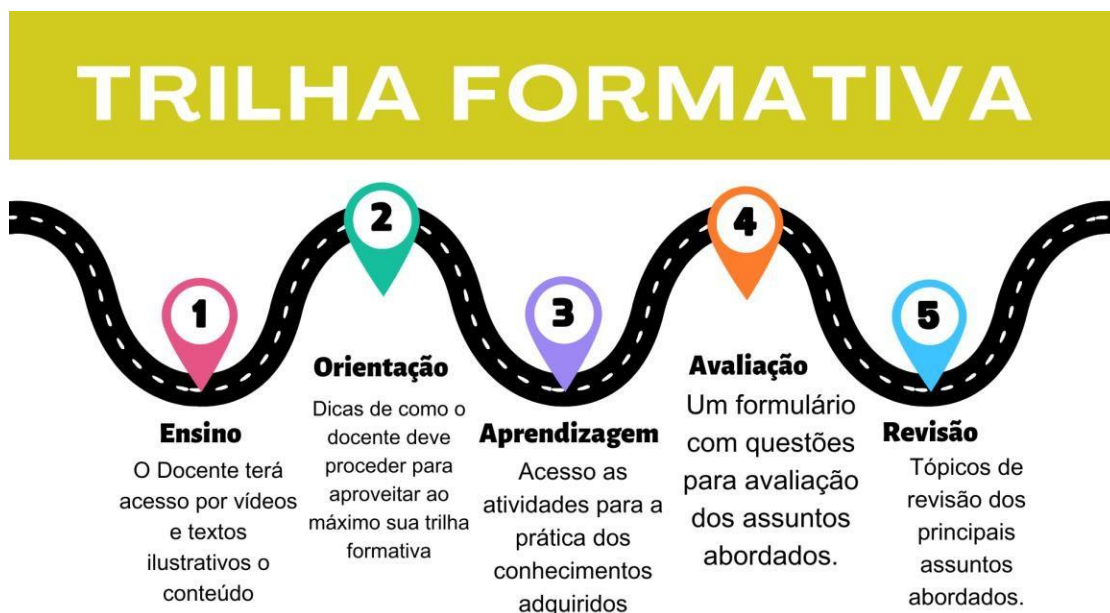 TRILHA FORMATIVA
1
Ensino
O Docente terá
acesso por vídeos
e textos
ilustrativos o
conteúdo
2
Orientação
Dicas de como o
docente deve
proceder para
aproveitar ao
máximo sua trilha
formativa
3
Aprendizagem
Acesso as
atividades para a
prática dos
conhecimentos
adquiridos
4
Avaliação
Um formulário
com questões
para avaliação
dos assuntos
abordados.
5
Revisão
Tópicos de
revisão dos
principais
assuntos
abordados.